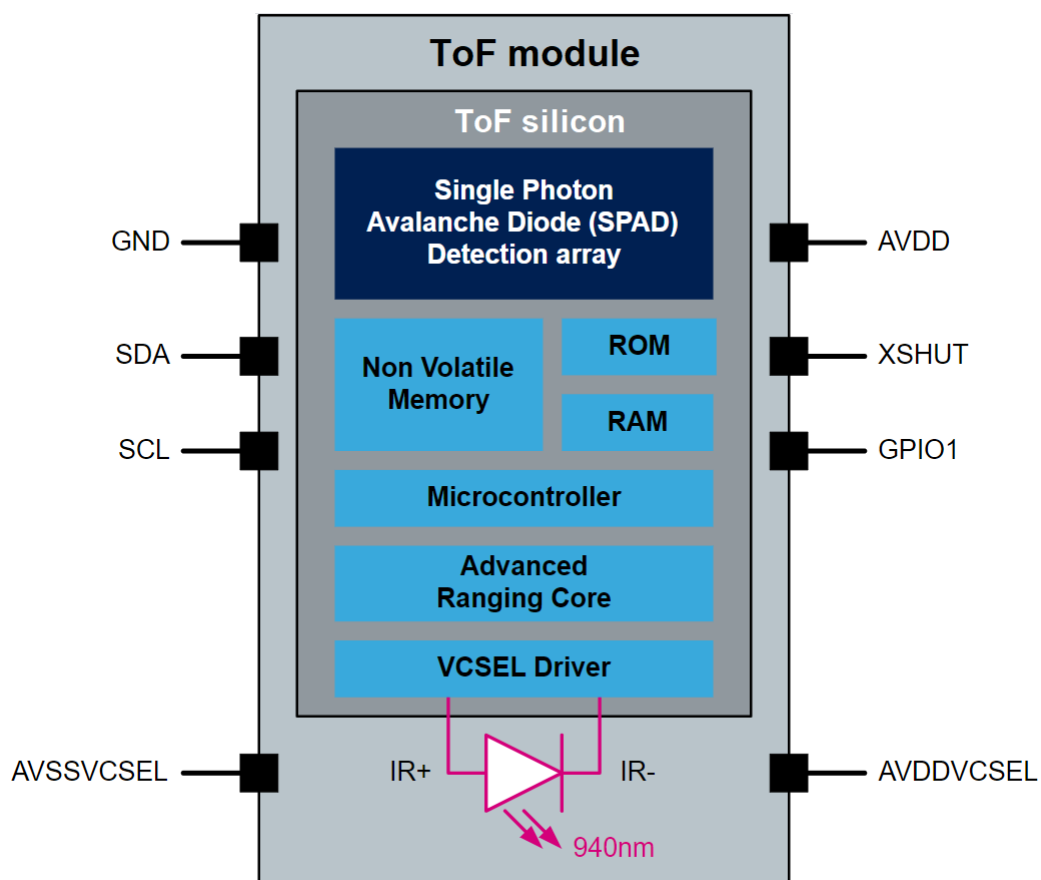 ToF module
ToF silicon
Single Photon
Avalanche Diode (SPAD)
Detection array
GND
AVDD
SDA
Non Volatile
Memory
ROM
XSHUT
RAM
SCL
GPIO1
Microcontroller
Advanced
Ranging Core
VCSEL Driver
AVSSVCSEL
IR+
IR-
AVDDVCSEL
940nm